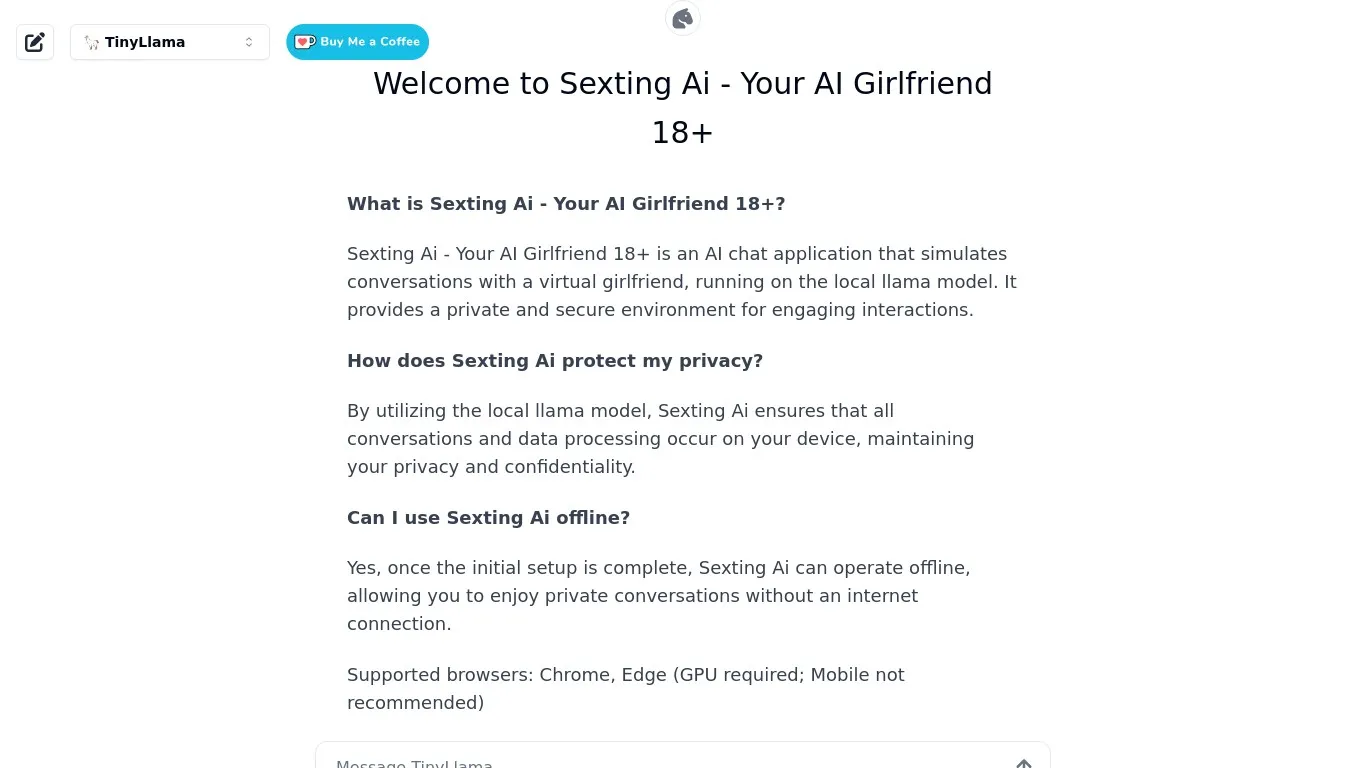 TinyLlama
Buy Me a Coffee
Welcome to Sexting Ai - Your AI Girlfriend
18+
What is Sexting Ai - Your AI Girlfriend 18+?
Sexting Ai - Your AI Girlfriend 18+ is an AI chat application that simulates
conversations with a virtual girlfriend, running on the local llama model. It
provides a private and secure environment for engaging interactions.
How does Sexting Ai protect my privacy?
By utilizing the local llama model, Sexting Ai ensures that all
conversations and data processing occur on your device, maintaining
your privacy and confidentiality.
Can I use Sexting Ai offline?
Yes, once the initial setup is complete, Sexting Ai can operate offline,
allowing you to enjoy private conversations without an internet
connection.
Supported browsers: Chrome, Edge (GPU required; Mobile not
recommended)
Message TinyLlama